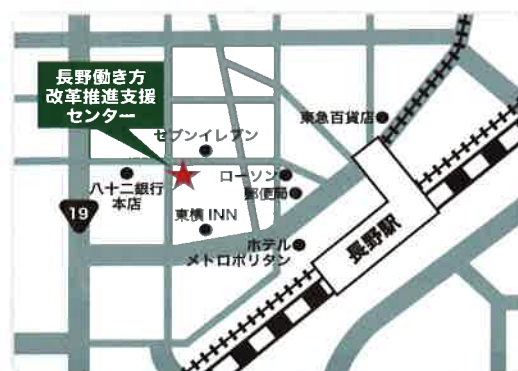 長野働き方
改革推進支援
センター
セブンイレブン
東急百貨店
ローソン
郵便局
八十二銀行
本店
19
東横 INN
ホテル
メトロポリタン
長野駅